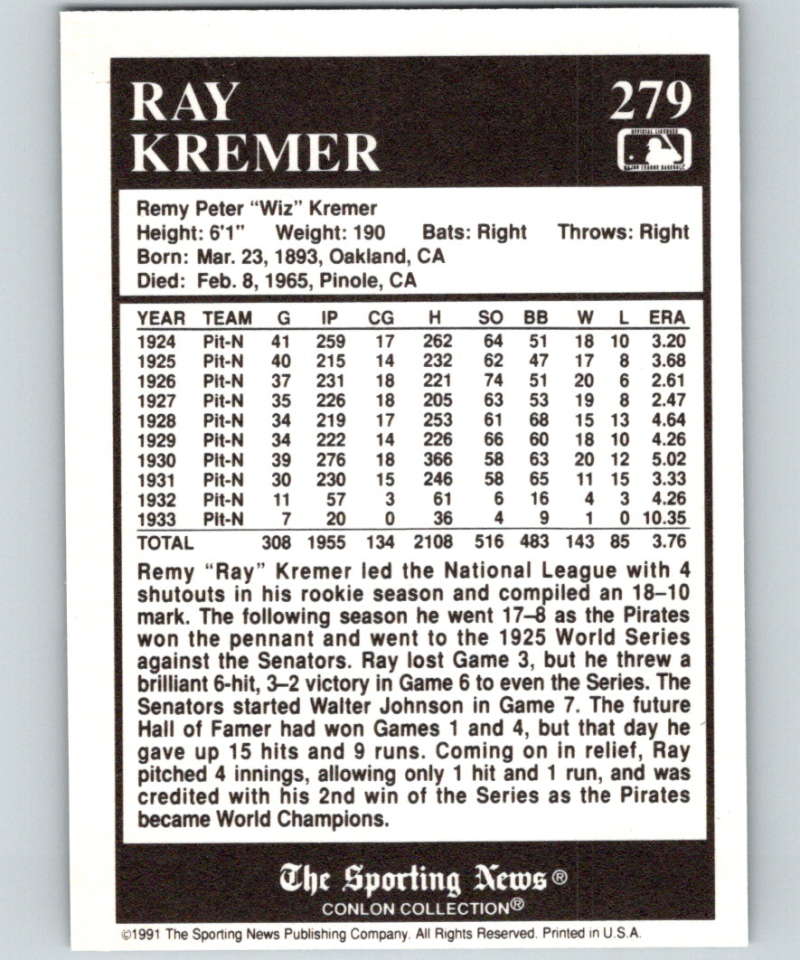 RAY
KREMER
279
OFFICIAL LICENSEE
MAJOR LEAGUE BASEBALL
Remy Peter “Wiz” Kremer
Height: 6'1" Weight: 190 Bats: Right Throws: Right
Born: Mar. 23, 1893, Oakland, CA
Died: Feb. 8, 1965, Pinole, CA
YEAR TEAM G IP CG H SO BB W L ERA
1924 Pit-N 41 259 17 262 64 51 18 10 3.20
1925 Pit-N 40 215 14 232 62 47 17 8 3.68
1926 Pit-N 37 231 18 221 74 51 20 6 2.61
1927 Pit-N 35 226 18 205 63 53 19 8 2.47
1928 Pit-N 34 219 17 253 61 68 15 13 4.64
1929 Pit-N 34 222 14 226 66 60 18 10 4.26
1930 Pit-N 39 276 18 366 58 63 20 12 5.02
1931 Pit-N 30 230 15 246 58 65 11 15 3.33
1932 Pit-N 11 57 3 61 6 16 4 3 4.26
1933 Pit-N 7 20 0 36 4 9 1 0 10.35
TOTAL 308 1955 134 2108 516 483 143 85 3.76
Remy “Ray” Kremer led the National League with 4
shutouts in his rookie season and compiled an 18–10
mark. The following season he went 17–8 as the Pirates
won the pennant and went to the 1925 World Series
against the Senators. Ray lost Game 3, but he threw a
brilliant 6-hit, 3–2 victory in Game 6 to even the Series. The
Senators started Walter Johnson in Game 7. The future
Hall of Famer had won Games 1 and 4, but that day he
gave up 15 hits and 9 runs. Coming on in relief, Ray
pitched 4 innings, allowing only 1 hit and 1 run, and was
credited with his 2nd win of the Series as the Pirates
became World Champions.
The Sporting News®
CONLON COLLECTION®
©1991 The Sporting News Publishing Company. All Rights Reserved. Printed in U.S.A.